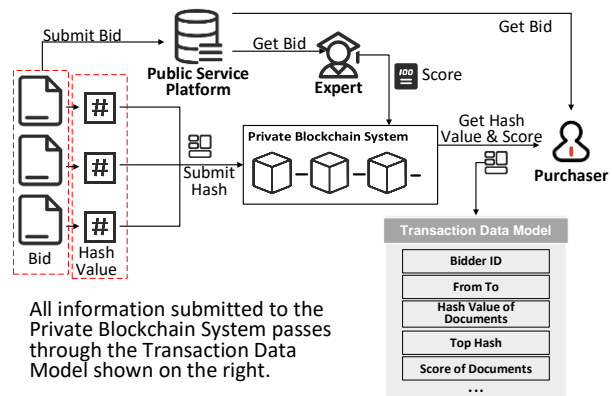 Submit Bid
Get Bid
Get Bid
Public Service
Platform
Expert
100
Score
#
#
#
Submit
Hash
Private Blockchain System
Get Hash
Value & Score
Purchaser
Bid
Hash
Value
Transaction Data Model
Bidder ID
From To
Hash Value of
Documents
Top Hash
Score of Documents
...
All information submitted to the
Private Blockchain System passes
through the Transaction Data
Model shown on the right.